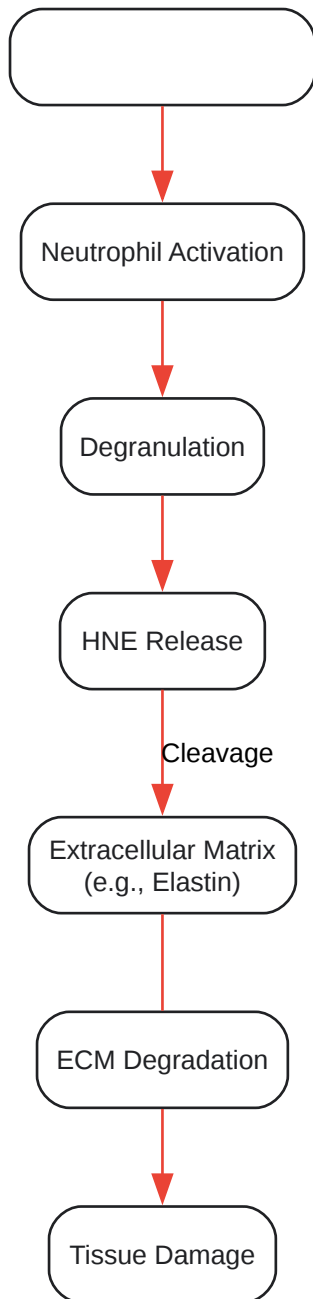 Neutrophil Activation
Degranulation
HNE Release
Cleavage
Extracellular Matrix
(e.g., Elastin)
ECM Degradation
Tissue Damage